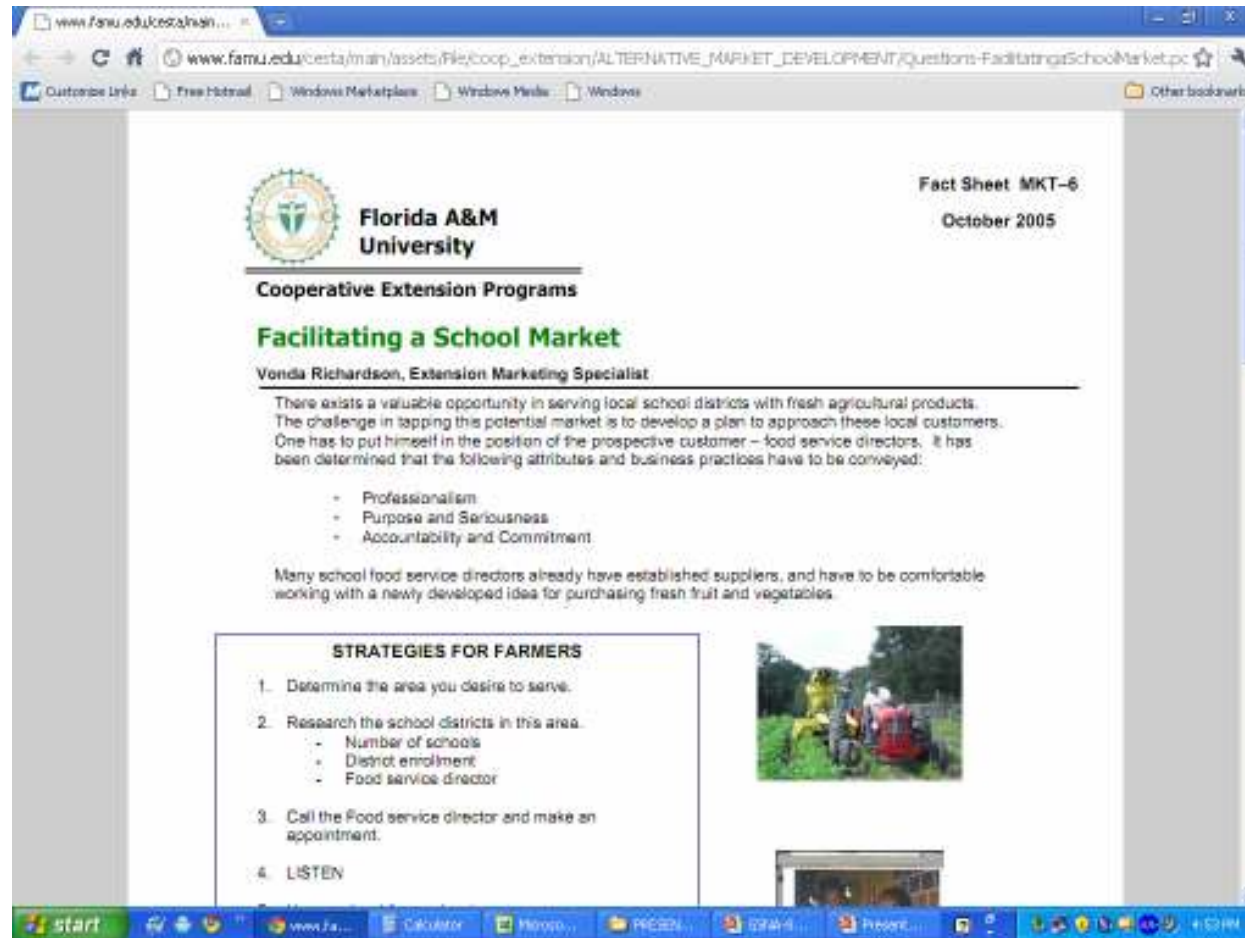 www.famu.edu/cesta/main...
www.famu.edu/cesta/main/assets/File/coop_extension/ALTERNATIVE_MARKET_DEVELOPMENT/Questions-FacilitatingaSchoolMarket.pd
Customize Links Free Hotmail Windows Marketplace Windows Media Windows Other bookmark
Fact Sheet MKT–6
October 2005
Florida A&M
University
Cooperative Extension Programs
Facilitating a School Market
Vonda Richardson, Extension Marketing Specialist
There exists a valuable opportunity in serving local school districts with fresh agricultural products.
The challenge in tapping this potential market is to develop a plan to approach these local customers.
One has to put himself in the position of the prospective customer – food service directors. It has
been determined that the following attributes and business practices have to be conveyed:
- Professionalism
- Purpose and Seriousness
- Accountability and Commitment
Many school food service directors already have established suppliers, and have to be comfortable
working with a newly developed idea for purchasing fresh fruit and vegetables.
STRATEGIES FOR FARMERS
1. Determine the area you desire to serve.
2. Research the school districts in this area.
- Number of schools
- District enrollment
- Food service director
3. Call the Food service director and make an
appointment.
4. LISTEN
start www.fa... Calculator Microso... PRESEN... Present... 4:53 PM